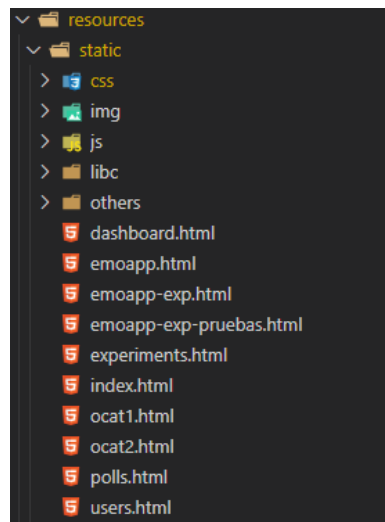 resources
static
css
img
js
libc
others
dashboard.html
emoapp.html
emoapp-exp.html
emoapp-exp-pruebas.html
experiments.html
index.html
ocat1.html
ocat2.html
polls.html
users.html